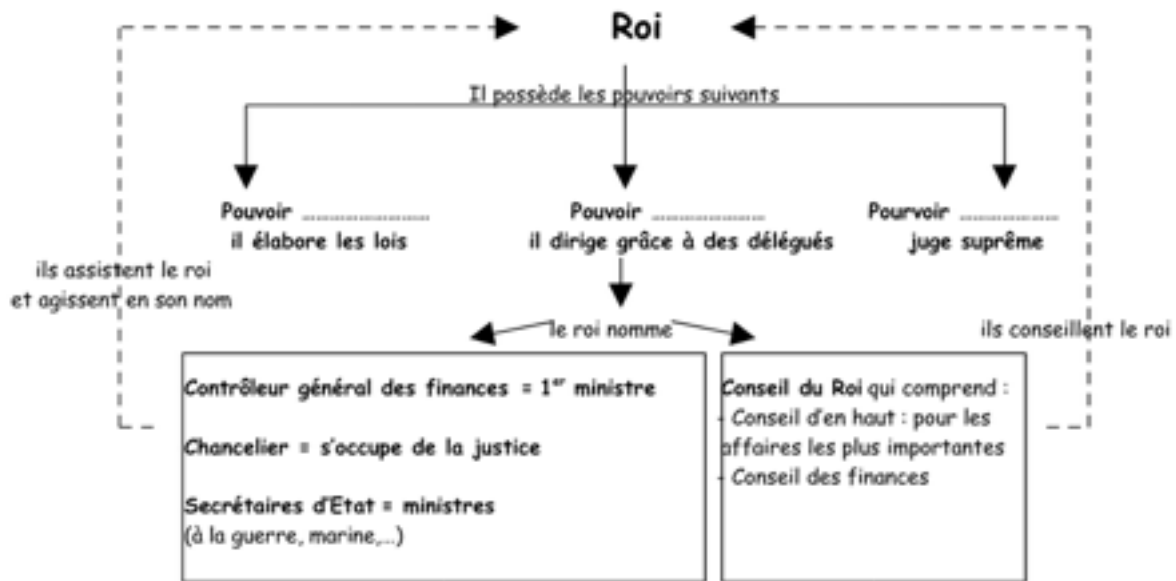 Roi
Il possède les pouvoirs suivants
Pouvoir ........................
il élabore les lois
Pouvoir ........................
il dirige grâce à des délégués
Pourvoir ........................
juge suprême
ils assistent le roi
et agissent en son nom
le roi nomme
ils conseillent le roi
Contrôleur général des finances = 1er ministre
Chancelier = s'occupe de la justice
Secrétaires d'Etat = ministres
(à la guerre, marine,...)
Conseil du Roi qui comprend :
- Conseil d'en haut : pour les
affaires les plus importantes
- Conseil des finances